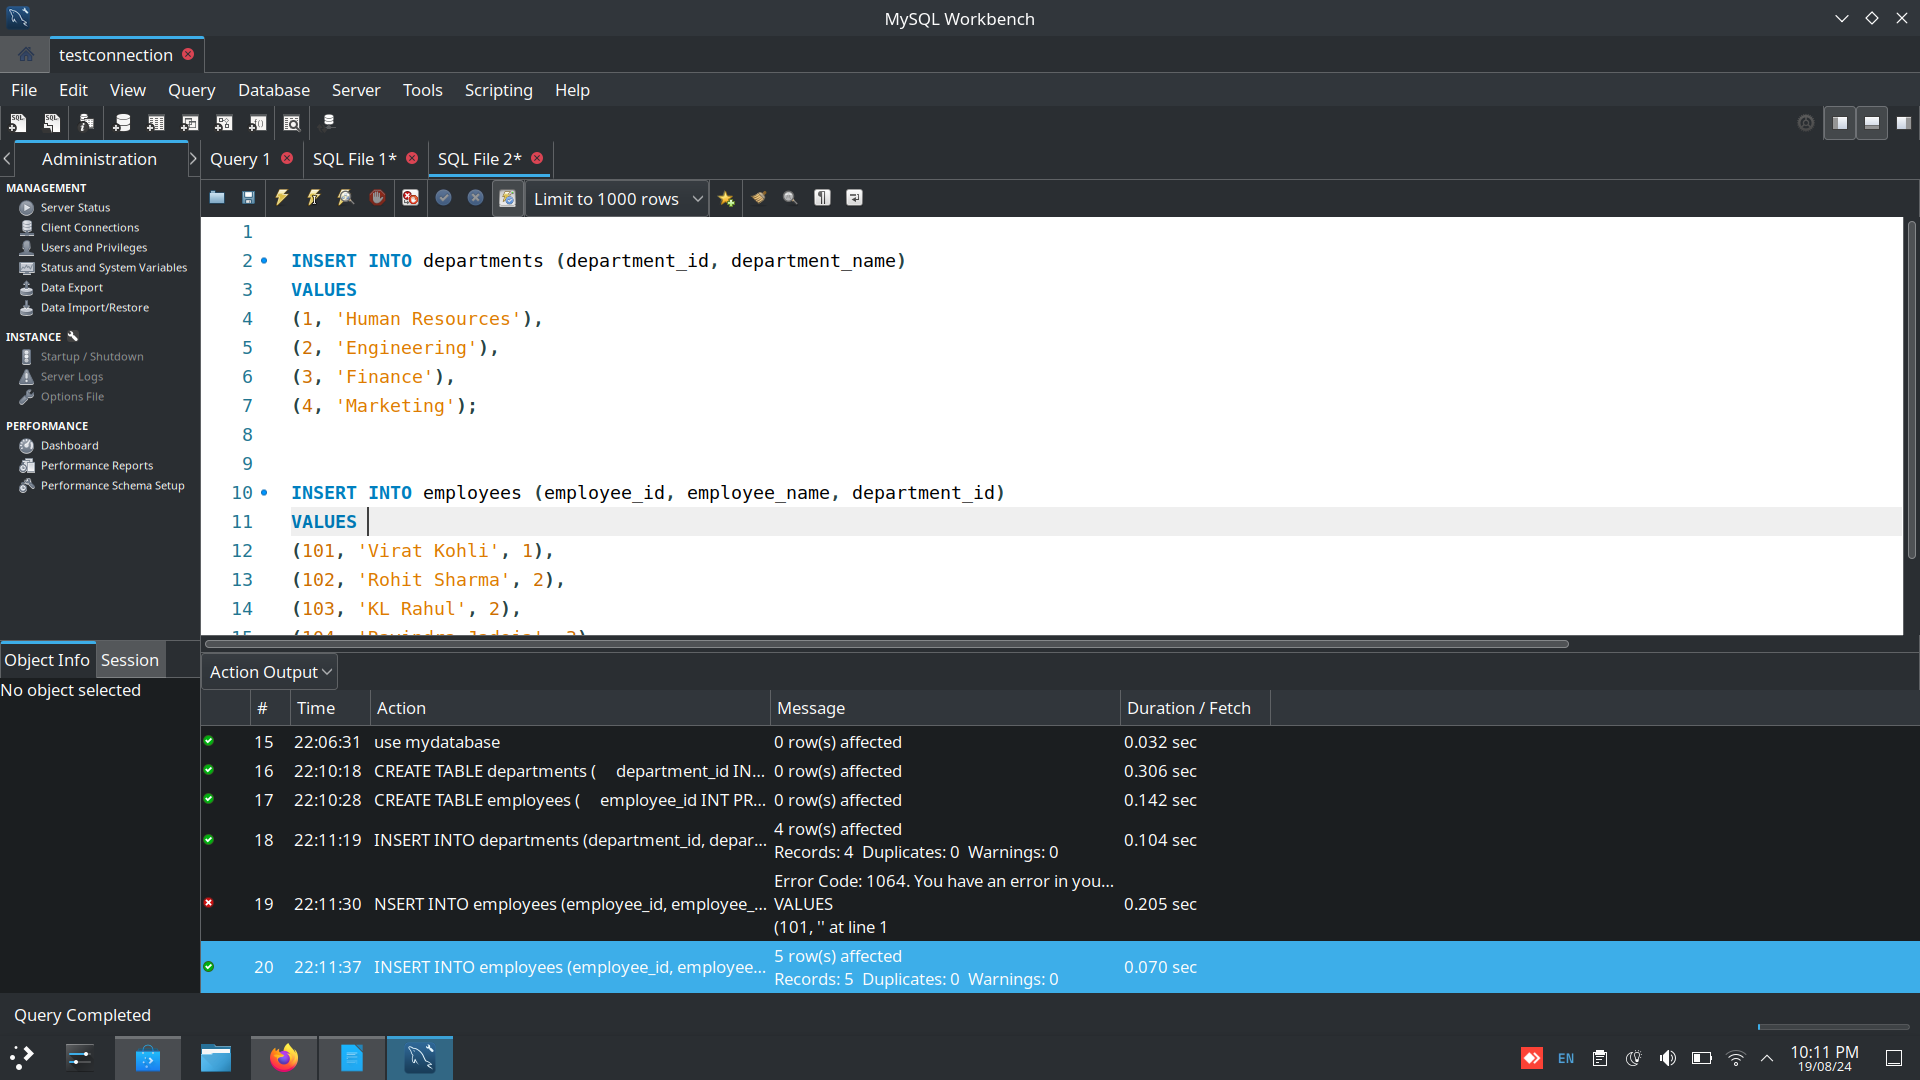 MySQL Workbench
testconnection
File Edit View Query Database Server Tools Scripting Help
Administration
Query 1 SQL File 1* SQL File 2*
MANAGEMENT
Server Status
Client Connections
Users and Privileges
Status and System Variables
Data Export
Data Import/Restore
INSTANCE
Startup / Shutdown
Server Logs
Options File
PERFORMANCE
Dashboard
Performance Reports
Performance Schema Setup
Limit to 1000 rows
1
2 INSERT INTO departments (department_id, department_name)
3 VALUES
4 (1, 'Human Resources'),
5 (2, 'Engineering'),
6 (3, 'Finance'),
7 (4, 'Marketing');
8
9
10 INSERT INTO employees (employee_id, employee_name, department_id)
11 VALUES
12 (101, 'Virat Kohli', 1),
13 (102, 'Rohit Sharma', 2),
14 (103, 'KL Rahul', 2),
Object Info Session
No object selected
Action Output
# Time Action Message Duration / Fetch
15 22:06:31 use mydatabase 0 row(s) affected 0.032 sec
16 22:10:18 CREATE TABLE departments ( department_id IN... 0 row(s) affected 0.306 sec
17 22:10:28 CREATE TABLE employees ( employee_id INT PR... 0 row(s) affected 0.142 sec
18 22:11:19 INSERT INTO departments (department_id, depar... 4 row(s) affected
Records: 4 Duplicates: 0 Warnings: 0 0.104 sec
19 22:11:30 NSERT INTO employees (employee_id, employee_... Error Code: 1064. You have an error in you...
VALUES
(101, '' at line 1 0.205 sec
20 22:11:37 INSERT INTO employees (employee_id, employee... 5 row(s) affected
Records: 5 Duplicates: 0 Warnings: 0 0.070 sec
Query Completed
EN
10:11 PM
19/08/24